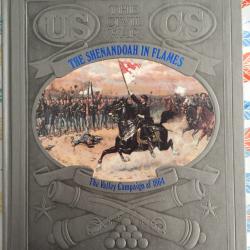 US THE CIVIL WAR CS
THE SHENANDOAH IN FLAMES
The Valley Campaign of 1864